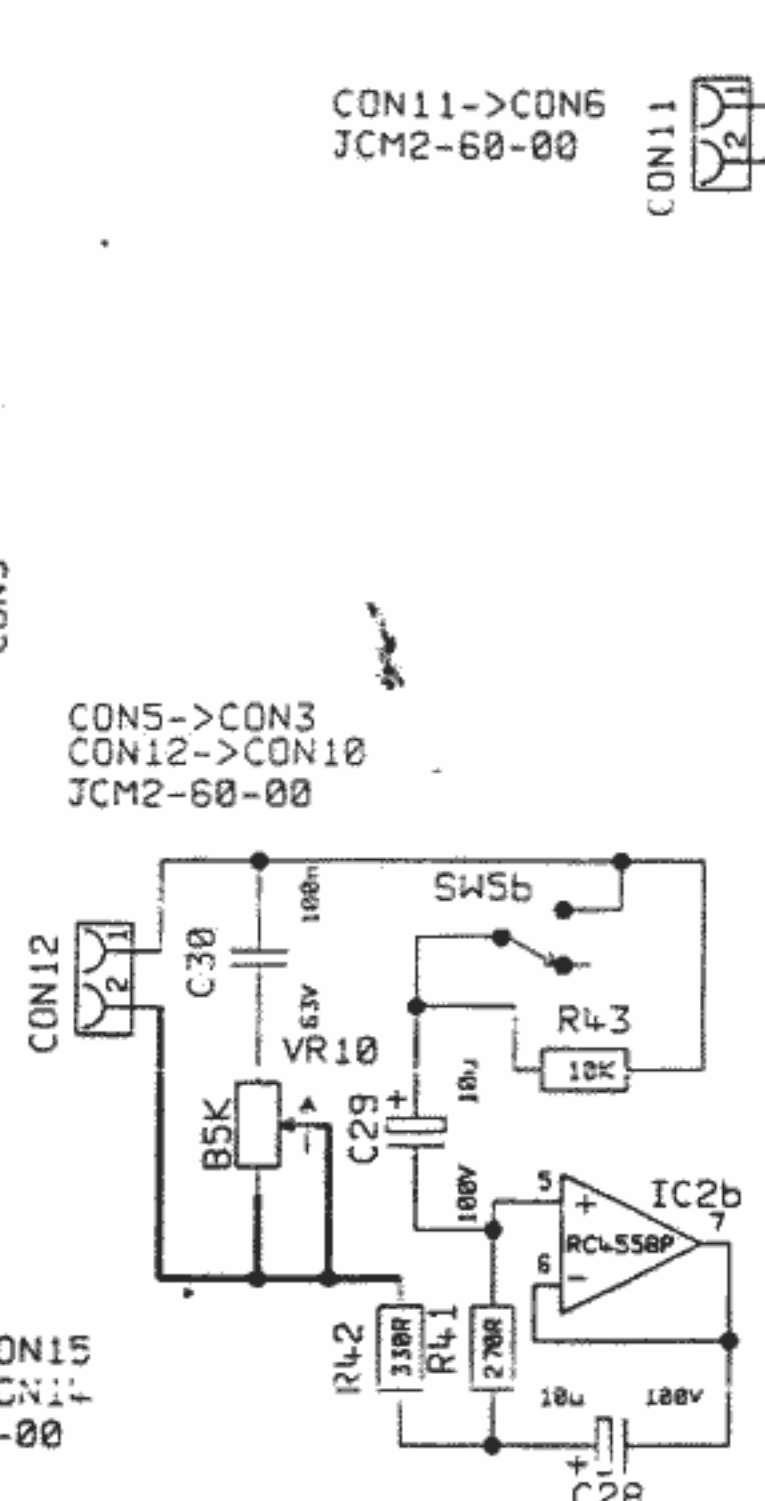 CON11->CON6
JCM2-60-00
CON11
1
2
CON5->CON3
CON12->CON10
JCM2-60-00
SW5b
100n
C30
63V
CON12
1
2
VR10
B5K
R43
10K
10u
C29
+
100V
5
+
IC2b
7
RC4558P
6
-
R42
330R
R41
270R
ON15
-00
10u
100V
+
C28